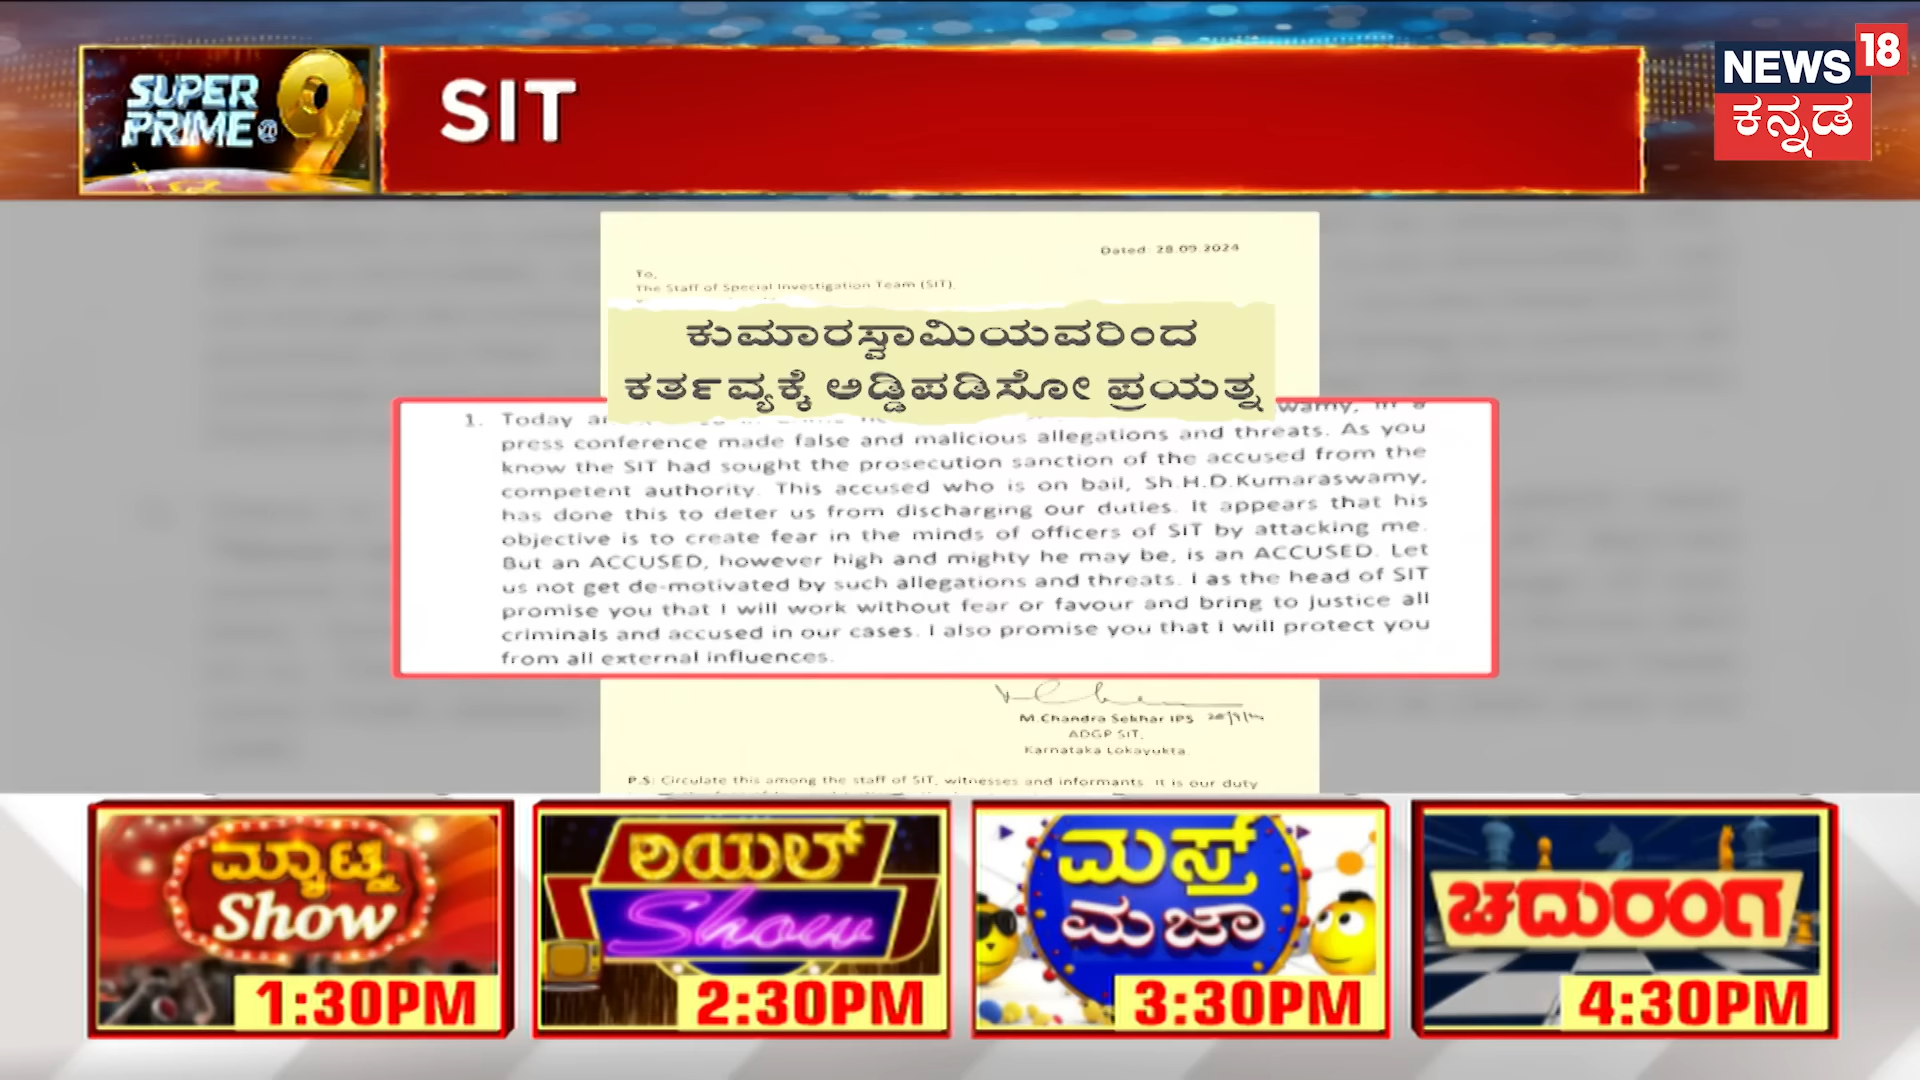 SUPER
PRIME@9
SIT
NEWS 18
ಕನ್ನಡ
Dated: 28.09.2024
To,
The Staff of Special Investigation Team (SIT),
ಕುಮಾರಸ್ವಾಮಿಯವರಿಂದ
ಕರ್ತವ್ಯಕ್ಕೆ ಅಡ್ಡಿಪಡಿಸೋ ಪ್ರಯತ್ನ
1. Today
press conference made false and malicious allegations and threats. As you
know the SIT had sought the prosecution sanction of the accused from the
competent authority. This accused who is on bail, Sh.H.D.Kumaraswamy,
has done this to deter us from discharging our duties. It appears that his
objective is to create fear in the minds of officers of SIT by attacking me.
But an ACCUSED, however high and mighty he may be, is an ACCUSED. Let
us not get de-motivated by such allegations and threats. I as the head of SIT
promise you that I will work without fear or favour and bring to justice all
criminals and accused in our cases. I also promise you that I will protect you
from all external influences.
M.Chandra Sekhar IPS
ADGP SIT,
Karnataka Lokayukta
P.S: Circulate this among the staff of SIT, witnesses and informants. It is our duty
ಮ್ಯಾಟ್ನಿ
Show
1:30PM
ರಿಯಲ್
Show
2:30PM
ಮಸ್ತ್
ಮಜಾ
3:30PM
ಚದುರಂಗ
4:30PM